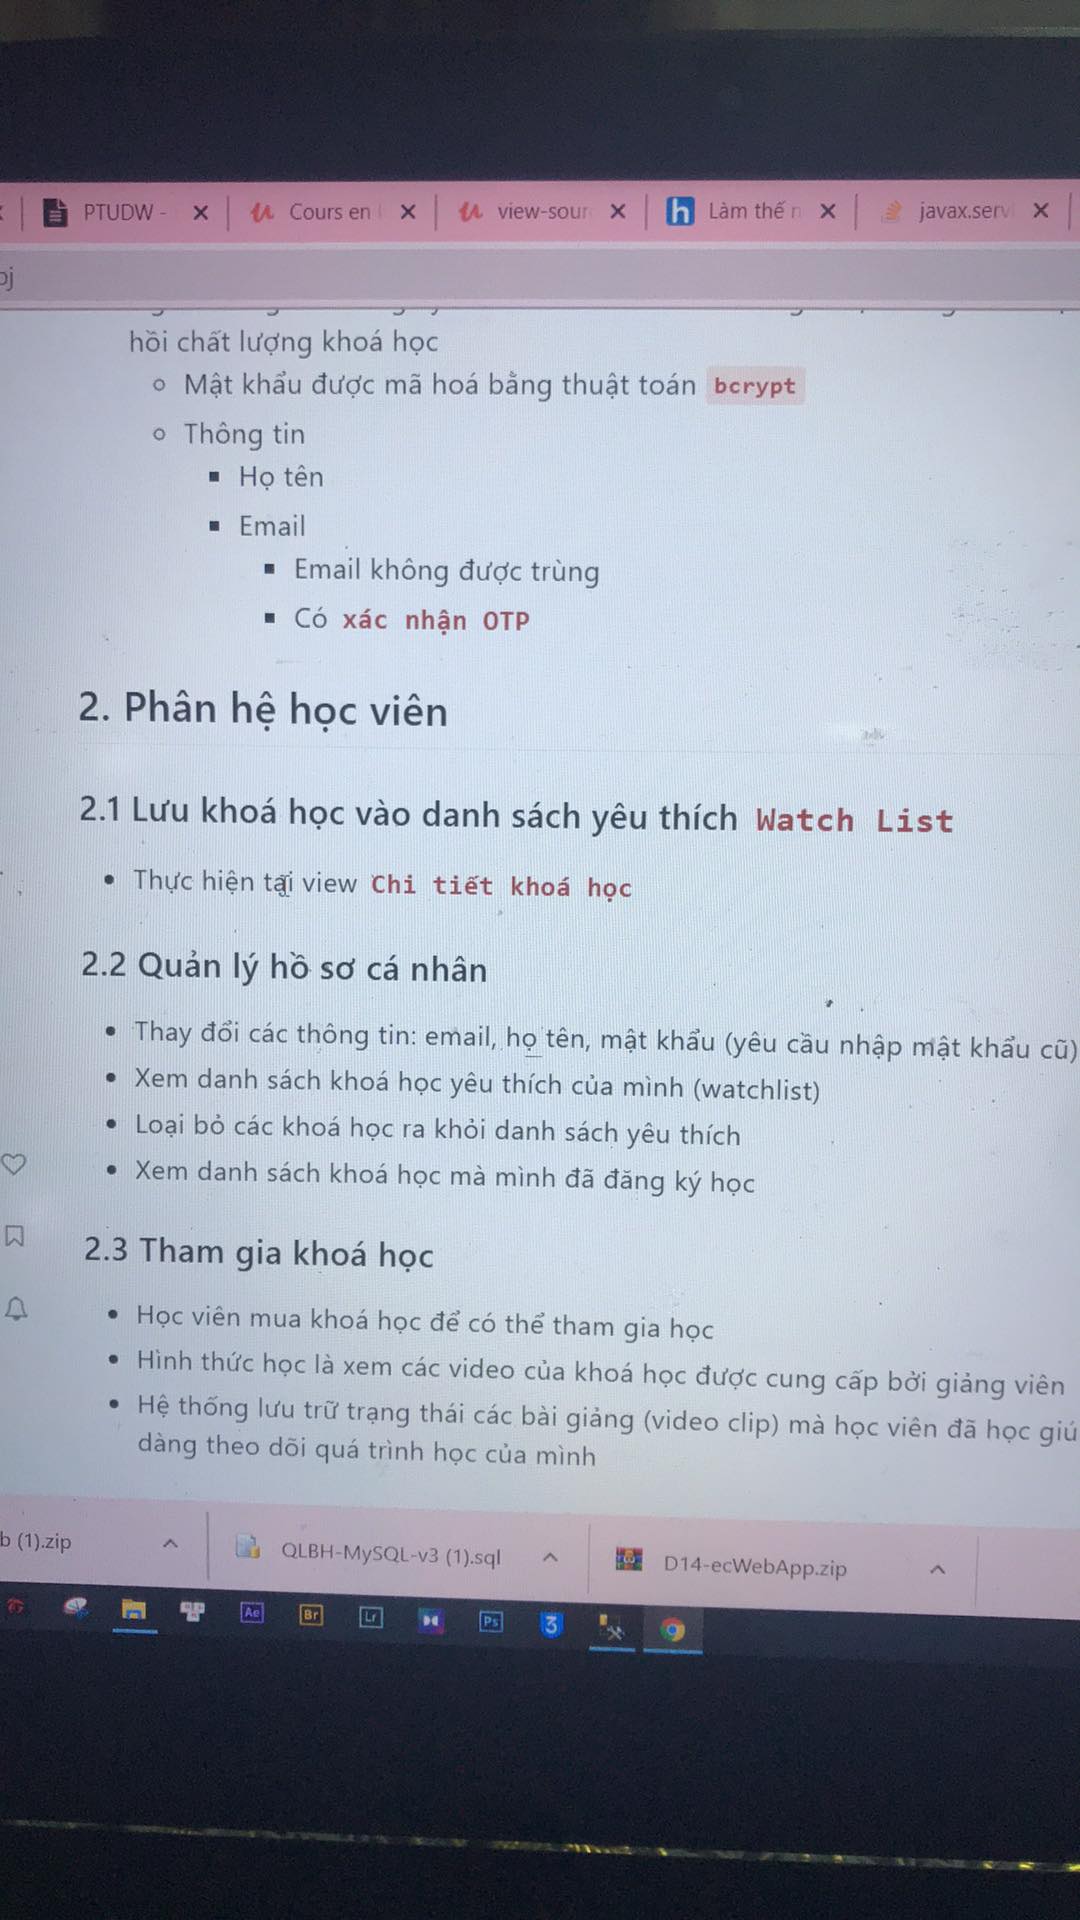 PTUDW -
Cours en
view-sour
Làm thế n
javax.serv
oj
hồi chất lượng khoá học
Mật khẩu được mã hoá bằng thuật toán bcrypt
Thông tin
Họ tên
Email
Email không được trùng
Có xác nhận OTP
2. Phân hệ học viên
2.1 Lưu khoá học vào danh sách yêu thích Watch List
Thực hiện tại view Chi tiết khoá học
2.2 Quản lý hồ sơ cá nhân
Thay đổi các thông tin: email, họ tên, mật khẩu (yêu cầu nhập mật khẩu cũ)
Xem danh sách khoá học yêu thích của mình (watchlist)
Loại bỏ các khoá học ra khỏi danh sách yêu thích
Xem danh sách khoá học mà mình đã đăng ký học
2.3 Tham gia khoá học
Học viên mua khoá học để có thể tham gia học
Hình thức học là xem các video của khoá học được cung cấp bởi giảng viên
Hệ thống lưu trữ trạng thái các bài giảng (video clip) mà học viên đã học giú
dàng theo dõi quá trình học của mình
b (1).zip
QLBH-MySQL-v3 (1).sql
D14-ecWebApp.zip
Ae
Br
Lr
Ps
3